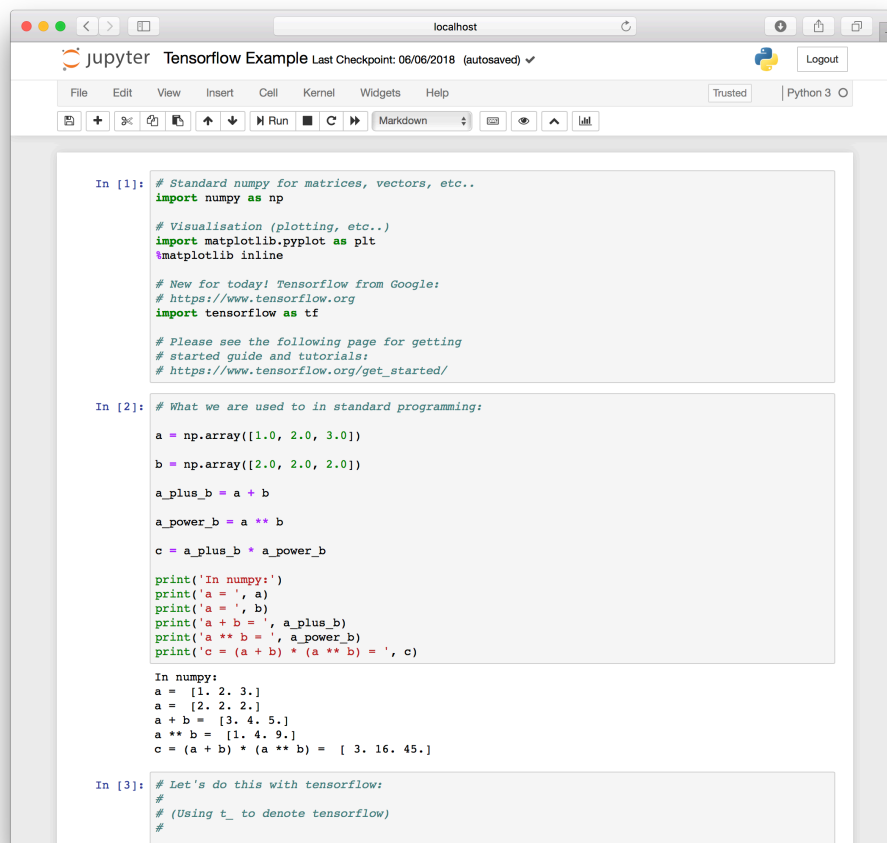 localhost
jupyter Tensorflow Example Last Checkpoint: 06/06/2018 (autosaved) Logout
File Edit View Insert Cell Kernel Widgets Help Trusted Python 3
Run Markdown
In [1]: # Standard numpy for matrices, vectors, etc..
import numpy as np
# Visualisation (plotting, etc..)
import matplotlib.pyplot as plt
%matplotlib inline
# New for today! Tensorflow from Google:
# https://www.tensorflow.org
import tensorflow as tf
# Please see the following page for getting
# started guide and tutorials:
# https://www.tensorflow.org/get_started/
In [2]: # What we are used to in standard programming:
a = np.array([1.0, 2.0, 3.0])
b = np.array([2.0, 2.0, 2.0])
a_plus_b = a + b
a_power_b = a ** b
c = a_plus_b * a_power_b
print('In numpy:')
print('a = ', a)
print('a = ', b)
print('a + b = ', a_plus_b)
print('a ** b = ', a_power_b)
print('c = (a + b) * (a ** b) = ', c)
In numpy:
a =  [1. 2. 3.]
a =  [2. 2. 2.]
a + b =  [3. 4. 5.]
a ** b =  [1. 4. 9.]
c = (a + b) * (a ** b) =  [ 3. 16. 45.]
In [3]: # Let's do this with tensorflow:
#
# (Using t_ to denote tensorflow)
#